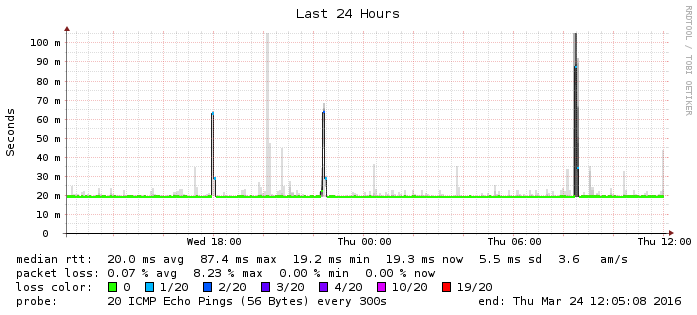 Last 24 Hours
RRDTOOL / TOBI OETIKER
Seconds
100 m
90 m
80 m
70 m
60 m
50 m
40 m
30 m
20 m
10 m
0
Wed 18:00 Thu 00:00 Thu 06:00 Thu 12:00
median rtt: 20.0 ms avg 87.4 ms max 19.2 ms min 19.3 ms now 5.5 ms sd 3.6 am/s
packet loss: 0.07 % avg 8.23 % max 0.00 % min 0.00 % now
loss color: 0 1/20 2/20 3/20 4/20 10/20 19/20
probe: 20 ICMP Echo Pings (56 Bytes) every 300s end: Thu Mar 24 12:05:08 2016